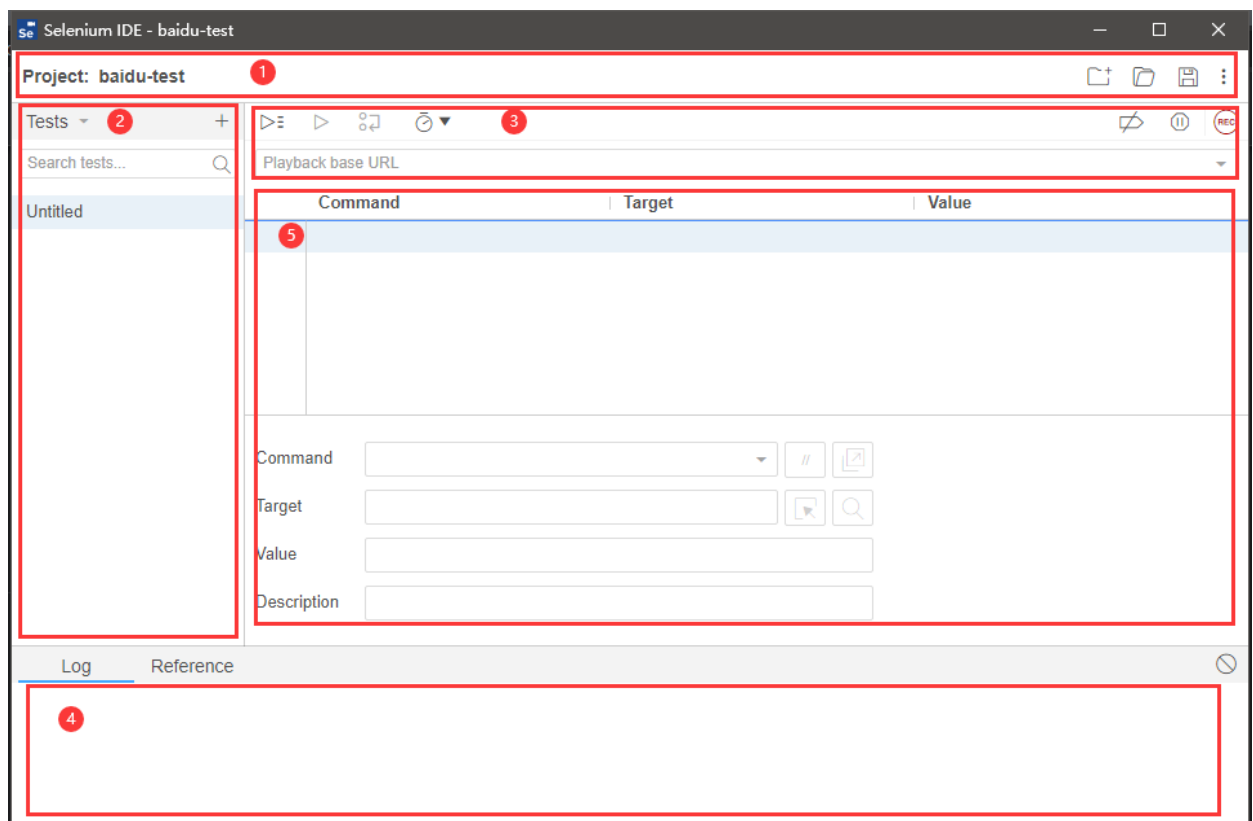 Se Selenium IDE - baidu-test
Project: baidu-test
1
Tests
2
3
REC
Search tests...
Playback base URL
Untitled
Command Target Value
5
Command
//
Target
Value
Description
Log Reference
4